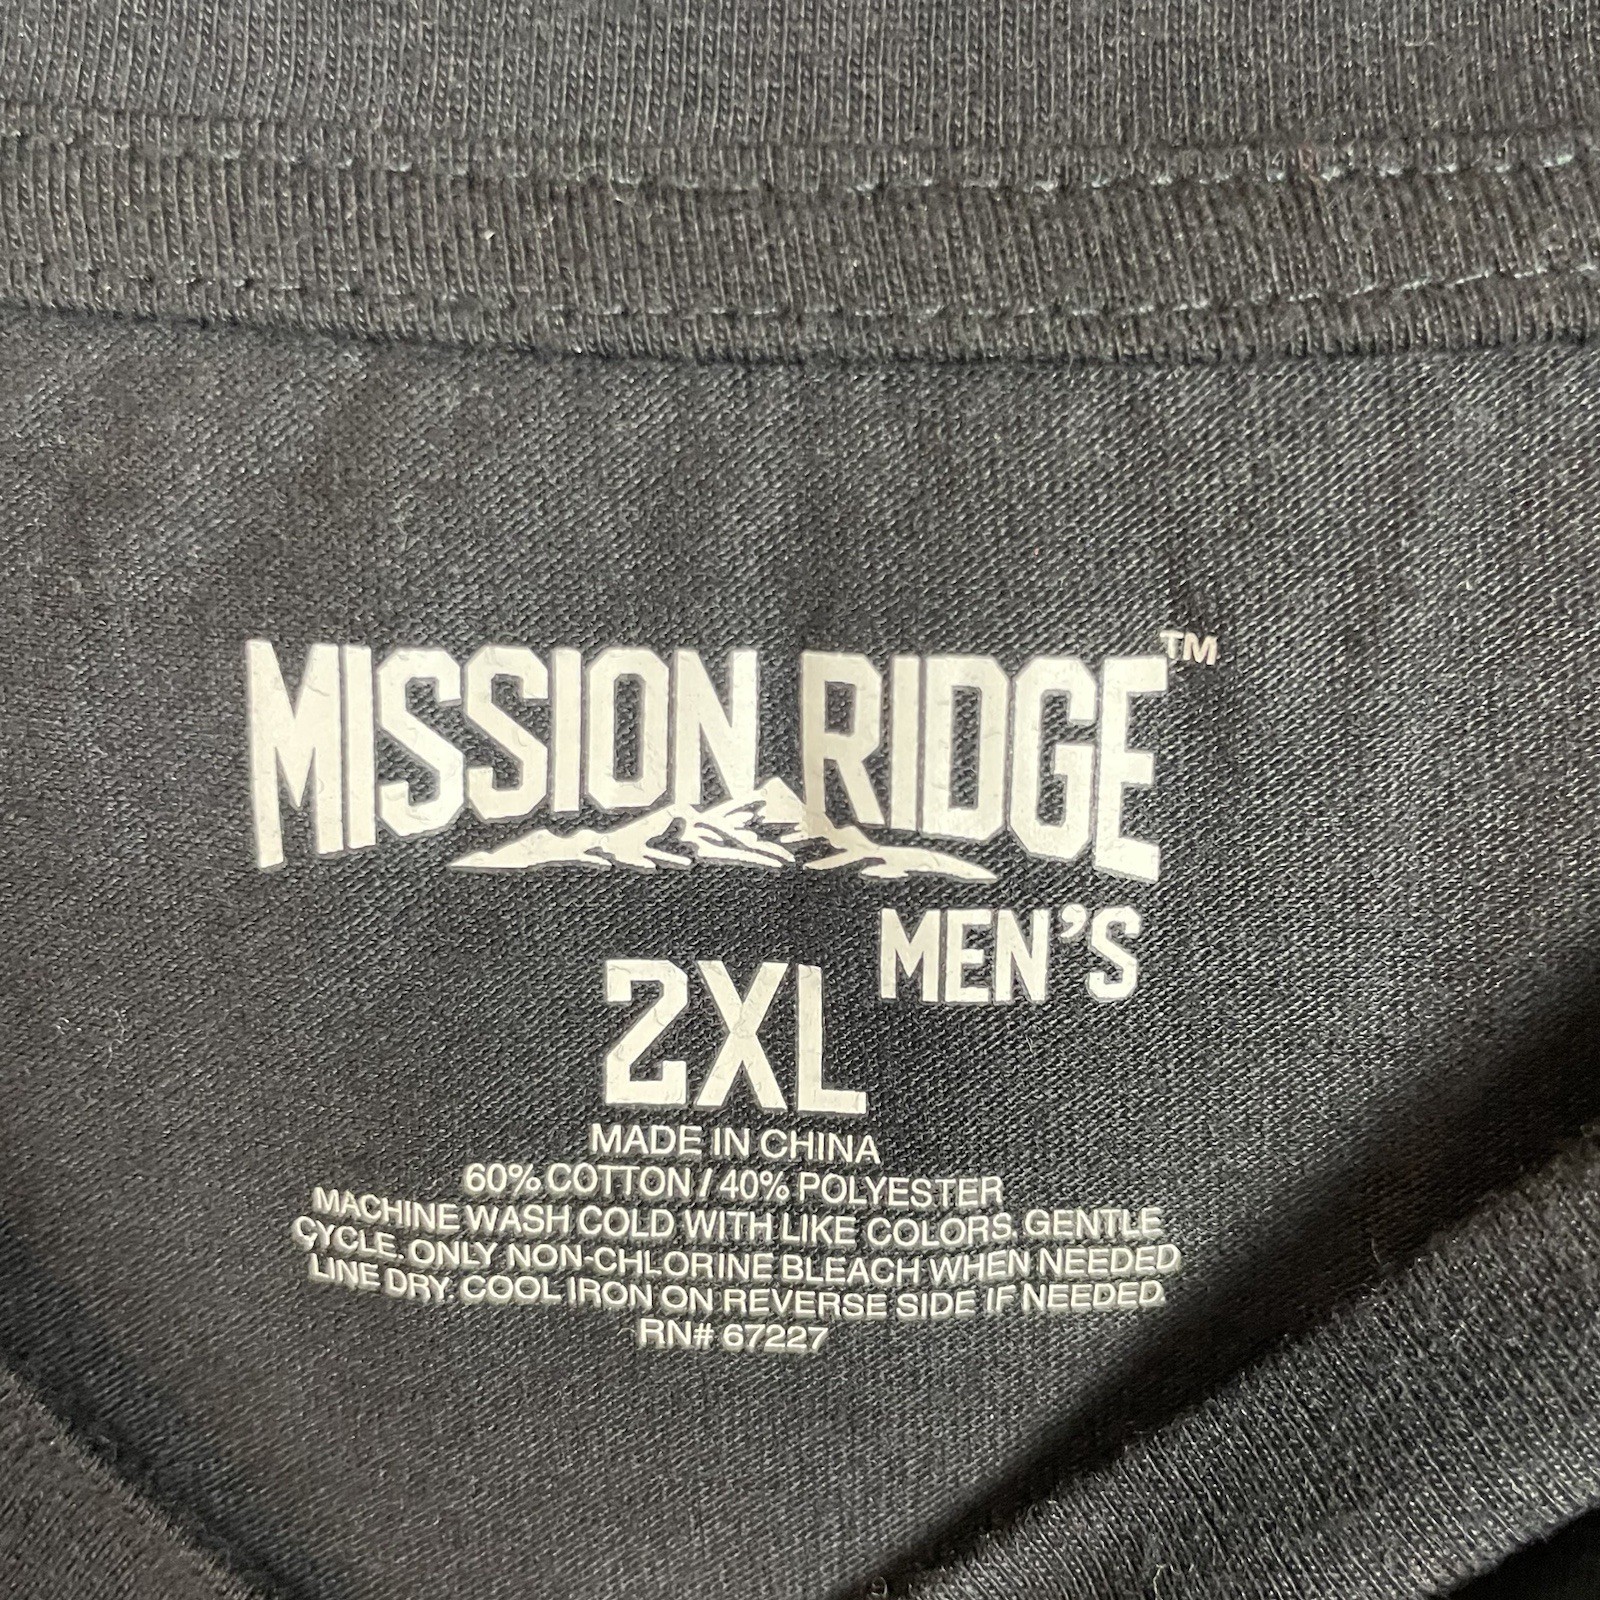 MISSION RIDGE™
MEN'S
2XL
MADE IN CHINA
60% COTTON / 40% POLYESTER
MACHINE WASH COLD WITH LIKE COLORS. GENTLE
CYCLE. ONLY NON-CHLORINE BLEACH WHEN NEEDED
LINE DRY. COOL IRON ON REVERSE SIDE IF NEEDED.
RN# 67227